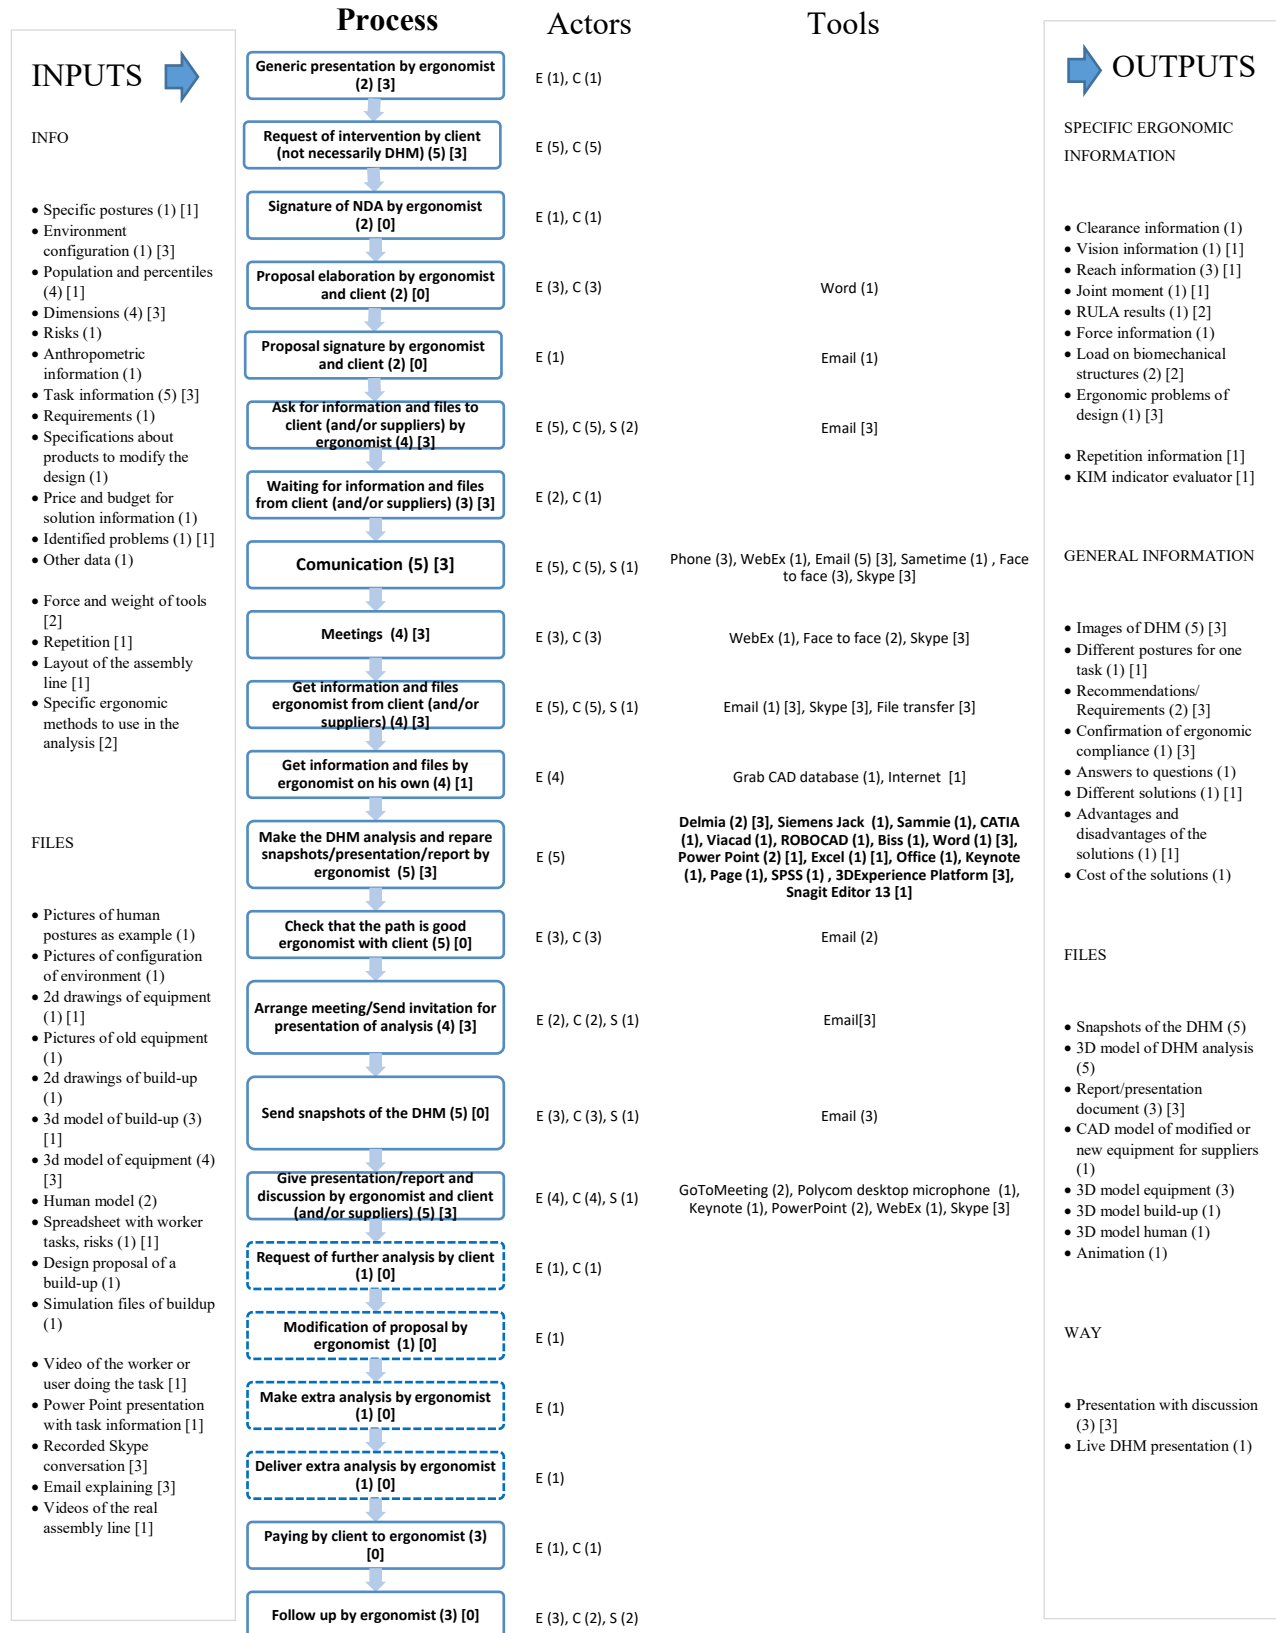 Process
Actors
Tools
INPUTS
INFO
• Specific postures (1) [1]
• Environment
configuration (1) [3]
• Population and percentiles
(4) [1]
• Dimensions (4) [3]
• Risks (1)
• Anthropometric
information (1)
• Task information (5) [3]
• Requirements (1)
• Specifications about
products to modify the
design (1)
• Price and budget for
solution information (1)
• Identified problems (1) [1]
• Other data (1)
• Force and weight of tools
[2]
• Repetition [1]
• Layout of the assembly
line [1]
• Specific ergonomic
methods to use in the
analysis [2]
FILES
• Pictures of human
postures as example (1)
• Pictures of configuration
of environment (1)
• 2d drawings of equipment
(1) [1]
• Pictures of old equipment
(1)
• 2d drawings of build-up
(1)
• 3d model of build-up (3)
[1]
• 3d model of equipment (4)
[3]
• Human model (2)
• Spreadsheet with worker
tasks, risks (1) [1]
• Design proposal of a
build-up (1)
• Simulation files of buildup
(1)
• Video of the worker or
user doing the task [1]
• Power Point presentation
with task information [1]
• Recorded Skype
conversation [3]
• Email explaining [3]
• Videos of the real
assembly line [1]
Generic presentation by ergonomist
(2) [3]
E (1), C (1)
Request of intervention by client
(not necessarily DHM) (5) [3]
E (5), C (5)
Signature of NDA by ergonomist
(2) [0]
E (1), C (1)
Proposal elaboration by ergonomist
and client (2) [0]
E (3), C (3)
Word (1)
Proposal signature by ergonomist
and client (2) [0]
E (1)
Email (1)
Ask for information and files to
client (and/or suppliers) by
ergonomist (4) [3]
E (5), C (5), S (2)
Email [3]
Waiting for information and files
from client (and/or suppliers) (3) [3]
E (2), C (1)
Comunication (5) [3]
E (5), C (5), S (1)
Phone (3), WebEx (1), Email (5) [3], Sametime (1) , Face
to face (3), Skype [3]
Meetings (4) [3]
E (3), C (3)
WebEx (1), Face to face (2), Skype [3]
Get information and files
ergonomist from client (and/or
suppliers) (4) [3]
E (5), C (5), S (1)
Email (1) [3], Skype [3], File transfer [3]
Get information and files by
ergonomist on his own (4) [1]
E (4)
Grab CAD database (1), Internet [1]
Make the DHM analysis and repare
snapshots/presentation/report by
ergonomist (5) [3]
E (5)
Delmia (2) [3], Siemens Jack (1), Sammie (1), CATIA
(1), Viacad (1), ROBOCAD (1), Biss (1), Word (1) [3],
Power Point (2) [1], Excel (1) [1], Office (1), Keynote
(1), Page (1), SPSS (1) , 3DExperience Platform [3],
Snagit Editor 13 [1]
Check that the path is good
ergonomist with client (5) [0]
E (3), C (3)
Email (2)
Arrange meeting/Send invitation for
presentation of analysis (4) [3]
E (2), C (2), S (1)
Email[3]
Send snapshots of the DHM (5) [0]
E (3), C (3), S (1)
Email (3)
Give presentation/report and
discussion by ergonomist and client
(and/or suppliers) (5) [3]
E (4), C (4), S (1)
GoToMeeting (2), Polycom desktop microphone (1),
Keynote (1), PowerPoint (2), WebEx (1), Skype [3]
Request of further analysis by client
(1) [0]
E (1), C (1)
Modification of proposal by
ergonomist (1) [0]
E (1)
Make extra analysis by ergonomist
(1) [0]
E (1)
Deliver extra analysis by ergonomist
(1) [0]
E (1)
Paying by client to ergonomist (3)
[0]
E (1), C (1)
Follow up by ergonomist (3) [0]
E (3), C (2), S (2)
OUTPUTS
SPECIFIC ERGONOMIC
INFORMATION
• Clearance information (1)
• Vision information (1) [1]
• Reach information (3) [1]
• Joint moment (1) [1]
• RULA results (1) [2]
• Force information (1)
• Load on biomechanical
structures (2) [2]
• Ergonomic problems of
design (1) [3]
• Repetition information [1]
• KIM indicator evaluator [1]
GENERAL INFORMATION
• Images of DHM (5) [3]
• Different postures for one
task (1) [1]
• Recommendations/
Requirements (2) [3]
• Confirmation of ergonomic
compliance (1) [3]
• Answers to questions (1)
• Different solutions (1) [1]
• Advantages and
disadvantages of the
solutions (1) [1]
• Cost of the solutions (1)
FILES
• Snapshots of the DHM (5)
• 3D model of DHM analysis
(5)
• Report/presentation
document (3) [3]
• CAD model of modified or
new equipment for suppliers
(1)
• 3D model equipment (3)
• 3D model build-up (1)
• 3D model human (1)
• Animation (1)
WAY
• Presentation with discussion
(3) [3]
• Live DHM presentation (1)